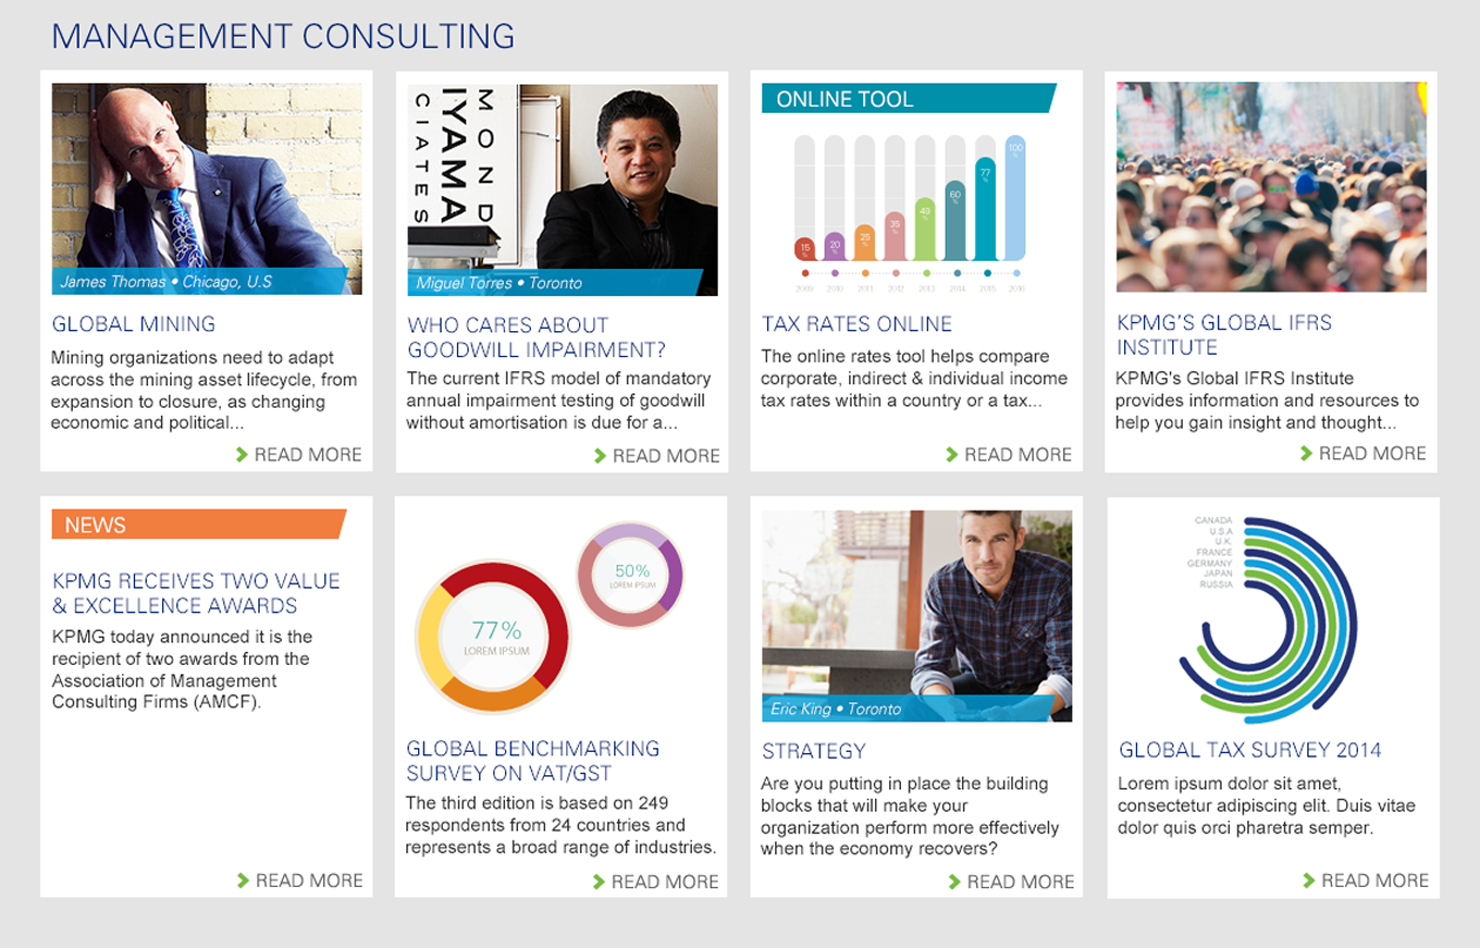 MANAGEMENT CONSULTING
James Thomas • Chicago, U.S
GLOBAL MINING
Mining organizations need to adapt
across the mining asset lifecycle, from
expansion to closure, as changing
economic and political...
READ MORE
MOND
IYAMA
CIATES
Miguel Torres • Toronto
WHO CARES ABOUT
GOODWILL IMPAIRMENT?
The current IFRS model of mandatory
annual impairment testing of goodwill
without amortisation is due for a...
READ MORE
ONLINE TOOL
15 %
20 %
25 %
35 %
49 %
60 %
77 %
100 %
2009 2010 2011 2012 2013 2014 2015 2016
TAX RATES ONLINE
The online rates tool helps compare
corporate, indirect & individual income
tax rates within a country or a tax...
READ MORE
KPMG'S GLOBAL IFRS
INSTITUTE
KPMG's Global IFRS Institute
provides information and resources to
help you gain insight and thought...
READ MORE
NEWS
KPMG RECEIVES TWO VALUE
& EXCELLENCE AWARDS
KPMG today announced it is the
recipient of two awards from the
Association of Management
Consulting Firms (AMCF).
READ MORE
50%
LOREM IPSUM
77%
LOREM IPSUM
GLOBAL BENCHMARKING
SURVEY ON VAT/GST
The third edition is based on 249
respondents from 24 countries and
represents a broad range of industries.
READ MORE
Eric King • Toronto
STRATEGY
Are you putting in place the building
blocks that will make your
organization perform more effectively
when the economy recovers?
READ MORE
CANADA
U.S.A
U.K.
FRANCE
GERMANY
JAPAN
RUSSIA
GLOBAL TAX SURVEY 2014
Lorem ipsum dolor sit amet,
consectetur adipiscing elit. Duis vitae
dolor quis orci pharetra semper.
READ MORE